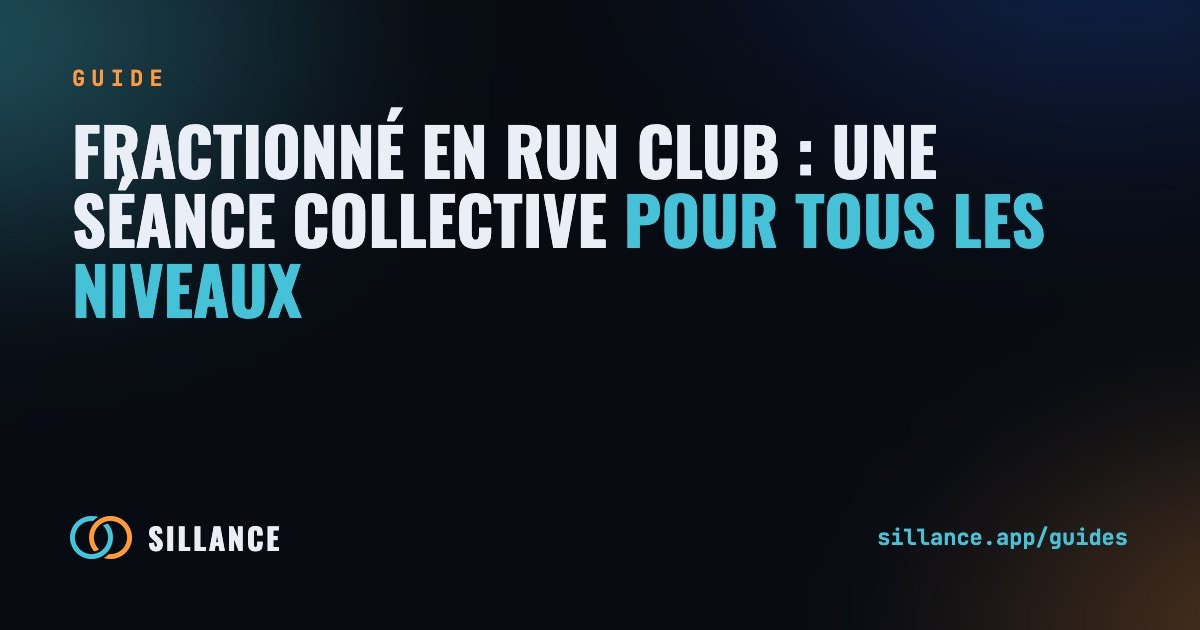 GUIDE
FRACTIONNÉ EN RUN CLUB : UNE
SÉANCE COLLECTIVE POUR TOUS LES
NIVEAUX
SILLANCE
sillance.app/guides